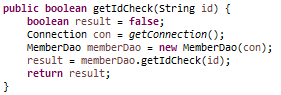 public boolean getIdCheck(String id) {
    boolean result = false;
    Connection con = getConnection();
    MemberDao memberDao = new MemberDao(con);
    result = memberDao.getIdCheck(id);
    return result;
}